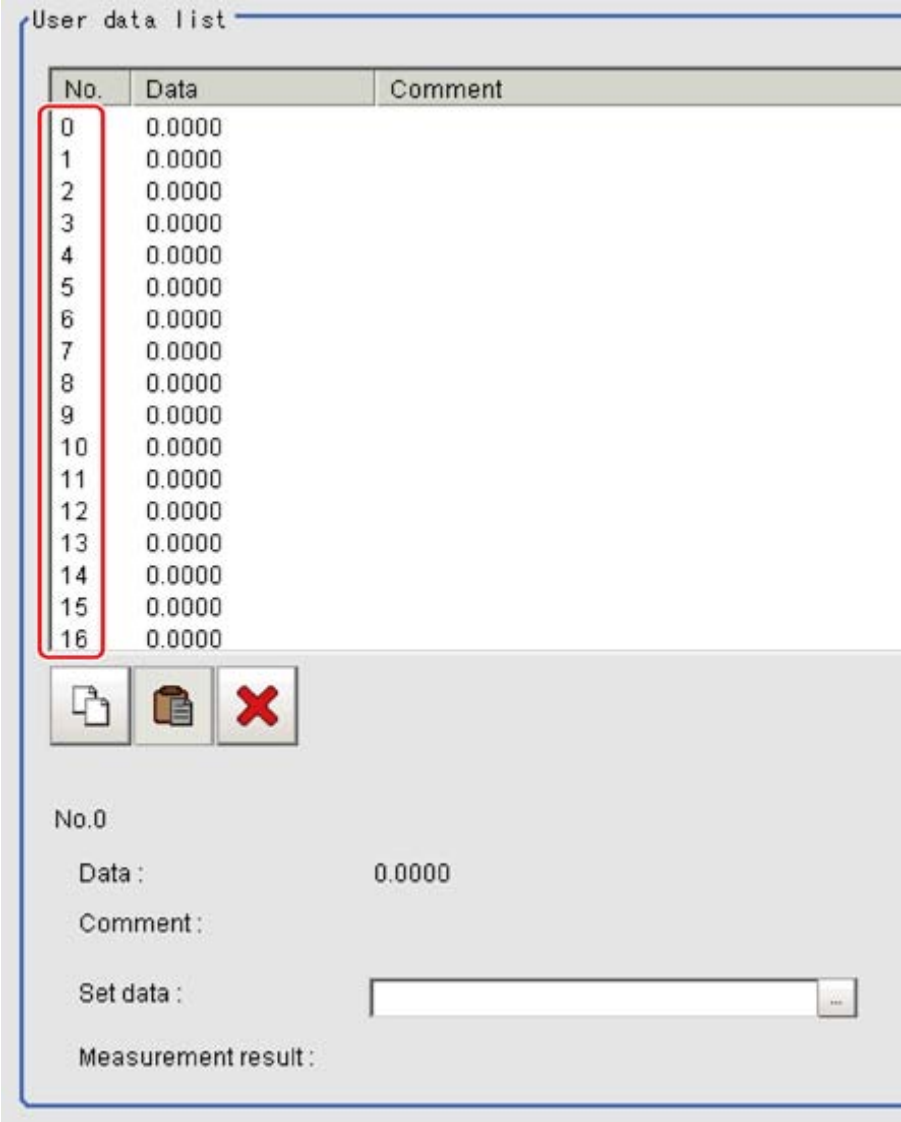 User data list
No. Data Comment
0 0.0000
1 0.0000
2 0.0000
3 0.0000
4 0.0000
5 0.0000
6 0.0000
7 0.0000
8 0.0000
9 0.0000
10 0.0000
11 0.0000
12 0.0000
13 0.0000
14 0.0000
15 0.0000
16 0.0000
No.0
Data : 0.0000
Comment :
Set data : ...
Measurement result :